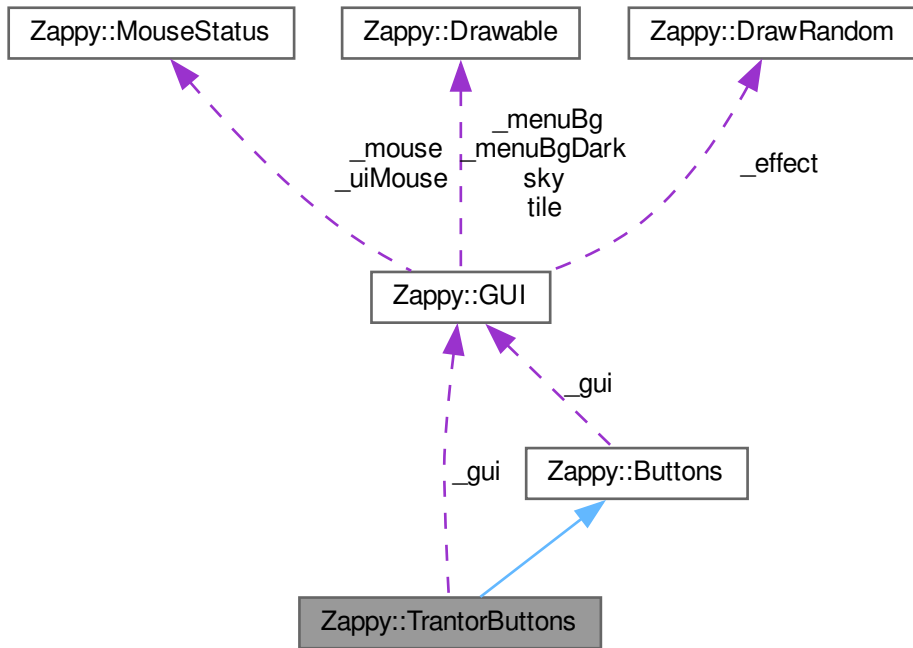 Zappy::MouseStatus
Zappy::Drawable
Zappy::DrawRandom
_mouse
_uiMouse
_menuBg
_menuBgDark
sky
tile
_effect
Zappy::GUI
_gui
_gui
Zappy::Buttons
Zappy::TrantorButtons